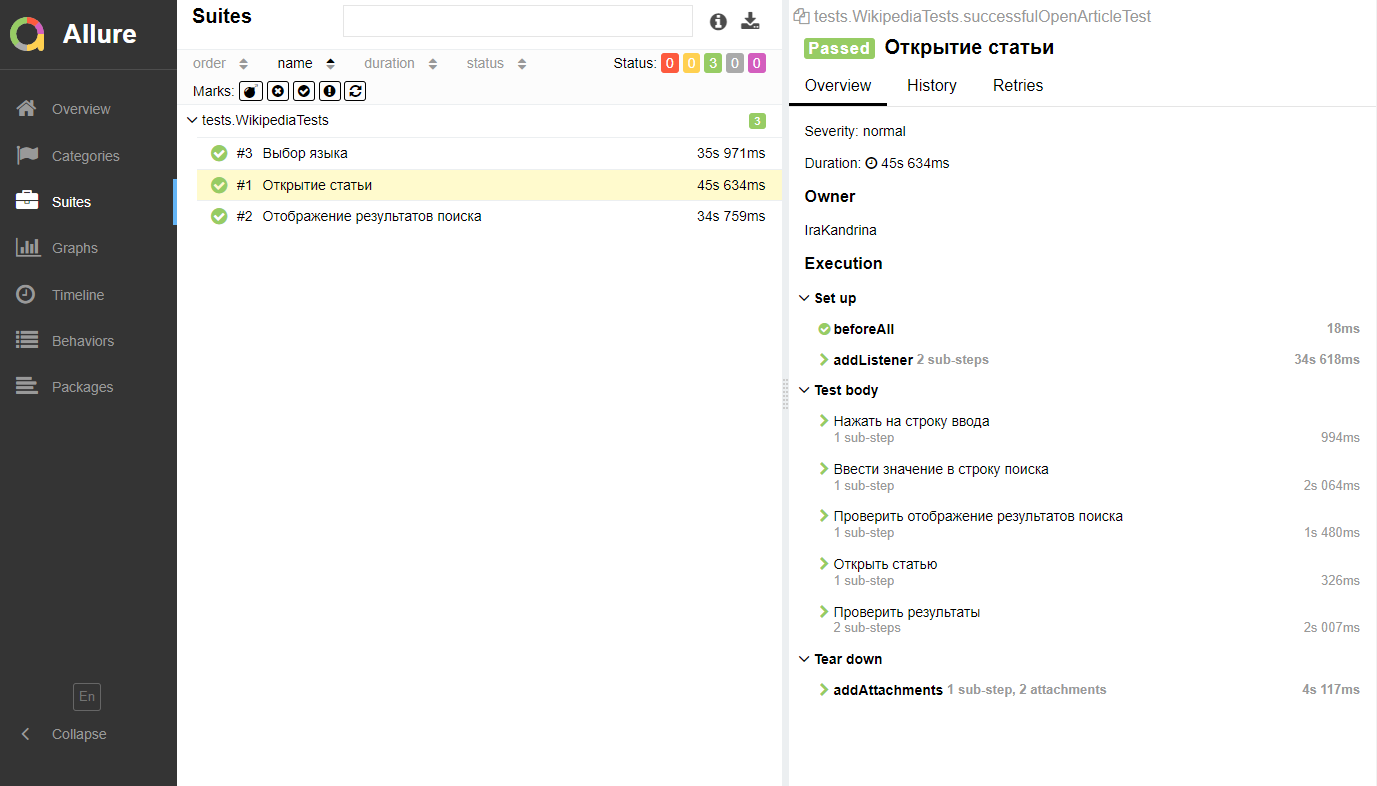 Allure
Overview
Categories
Suites
Graphs
Timeline
Behaviors
Packages
En
Collapse
Suites
order name duration status Status: 0 0 3 0 0
Marks:
tests.WikipediaTests 3
#3 Выбор языка 35s 971ms
#1 Открытие статьи 45s 634ms
#2 Отображение результатов поиска 34s 759ms
tests.WikipediaTests.successfulOpenArticleTest
Passed Открытие статьи
Overview History Retries
Severity: normal
Duration: 45s 634ms
Owner
IraKandrina
Execution
Set up
beforeAll 18ms
addListener 2 sub-steps 34s 618ms
Test body
Нажать на строку ввода
1 sub-step 994ms
Ввести значение в строку поиска
1 sub-step 2s 064ms
Проверить отображение результатов поиска
1 sub-step 1s 480ms
Открыть статью
1 sub-step 326ms
Проверить результаты
2 sub-steps 2s 007ms
Tear down
addAttachments 1 sub-step, 2 attachments 4s 117ms